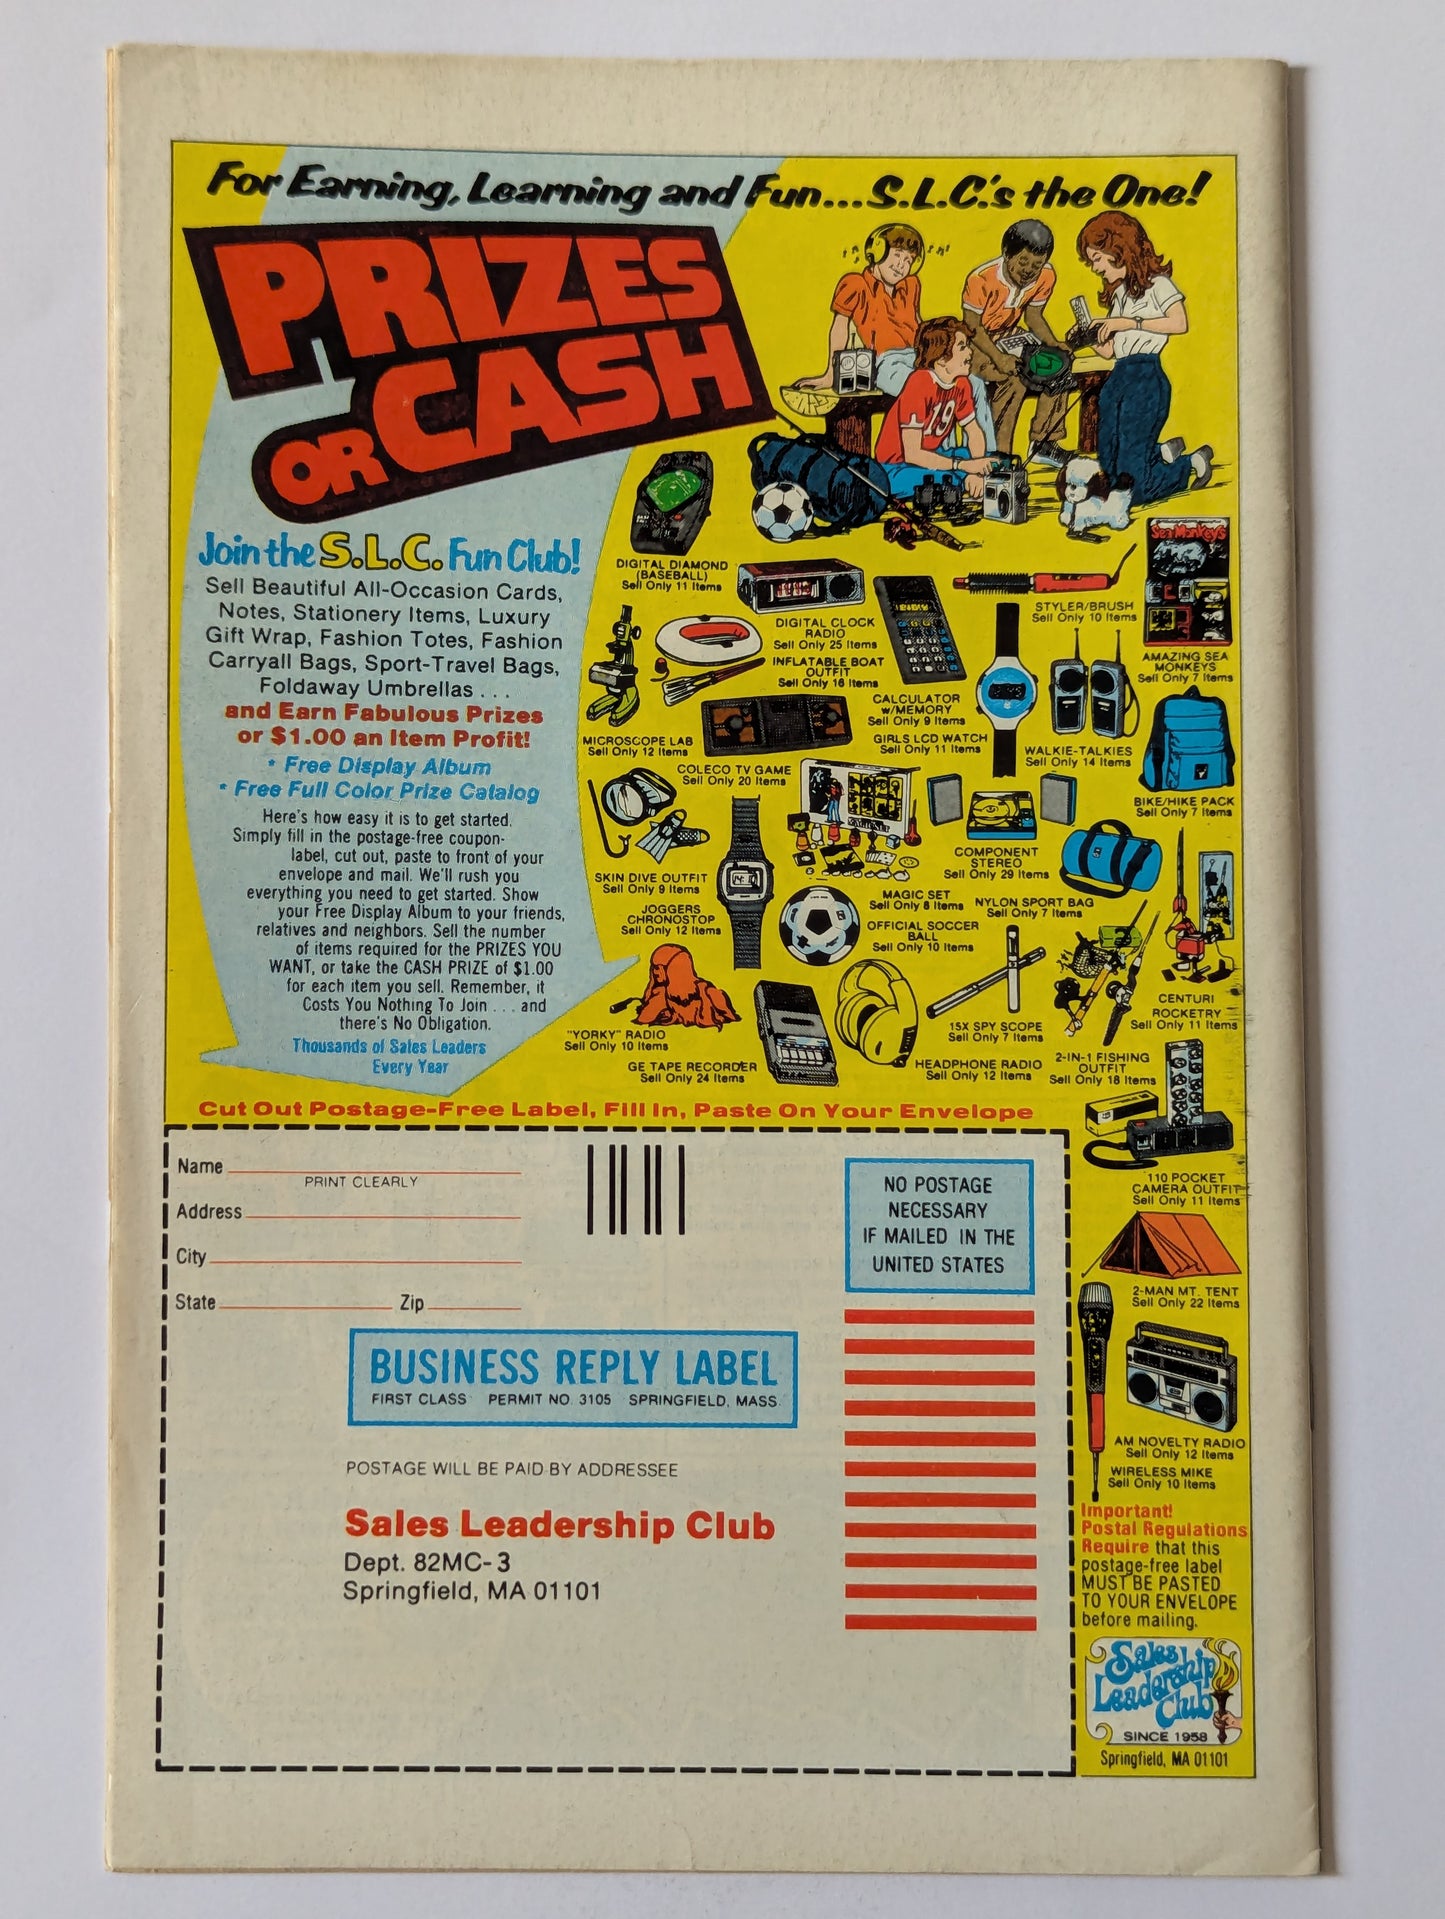 For Earning, Learning and Fun...S.L.C.'s the One!
PRIZES
OR CASH
Join the S.L.C. Fun Club!
Sell Beautiful All-Occasion Cards,
Notes, Stationery Items, Luxury
Gift Wrap, Fashion Totes, Fashion
Carryall Bags, Sport-Travel Bags,
Foldaway Umbrellas . . .
and Earn Fabulous Prizes
or $1.00 an Item Profit!
* Free Display Album
* Free Full Color Prize Catalog
Here's how easy it is to get started.
Simply fill in the postage-free coupon-
label, cut out, paste to front of your
envelope and mail. We'll rush you
everything you need to get started. Show
your Free Display Album to your friends,
relatives and neighbors. Sell the number
of items required for the PRIZES YOU
WANT, or take the CASH PRIZE of $1.00
for each item you sell. Remember, it
Costs You Nothing To Join . . . and
there's No Obligation.
Thousands of Sales Leaders
Every Year
19
DIGITAL DIAMOND
(BASEBALL)
Sell Only 11 Items
DIGITAL CLOCK
RADIO
Sell Only 25 Items
STYLER/BRUSH
Sell Only 10 Items
Sea Monkeys
AMAZING SEA
MONKEYS
Sell Only 7 Items
INFLATABLE BOAT
OUTFIT
Sell Only 16 Items
MICROSCOPE LAB
Sell Only 12 Items
CALCULATOR
w/MEMORY
Sell Only 9 Items
GIRLS LCD WATCH
Sell Only 11 Items
WALKIE-TALKIES
Sell Only 14 Items
COLECO TV GAME
Sell Only 20 Items
BIKE/HIKE PACK
Sell Only 7 Items
SKIN DIVE OUTFIT
Sell Only 9 Items
COMPONENT
STEREO
Sell Only 29 Items
JOGGERS
CHRONOSTOP
Sell Only 12 Items
MAGIC SET
Sell Only 8 Items
NYLON SPORT BAG
Sell Only 7 Items
OFFICIAL SOCCER
BALL
Sell Only 10 Items
CENTURI
ROCKETRY
Sell Only 11 Items
"YORKY" RADIO
Sell Only 10 Items
15X SPY SCOPE
Sell Only 7 Items
GE TAPE RECORDER
Sell Only 24 Items
HEADPHONE RADIO
Sell Only 12 Items
2-IN-1 FISHING
OUTFIT
Sell Only 18 Items
110 POCKET
CAMERA OUTFIT
Sell Only 11 Items
2-MAN MT. TENT
Sell Only 22 Items
AM NOVELTY RADIO
Sell Only 12 Items
WIRELESS MIKE
Sell Only 10 Items
Important!
Postal Regulations
Require that this
postage-free label
MUST BE PASTED
TO YOUR ENVELOPE
before mailing.
Sales
Leadership
Club
SINCE 1958
Springfield, MA 01101
Cut Out Postage-Free Label, Fill In, Paste On Your Envelope
Name
PRINT CLEARLY
Address
City
State Zip
NO POSTAGE
NECESSARY
IF MAILED IN THE
UNITED STATES
BUSINESS REPLY LABEL
FIRST CLASS PERMIT NO. 3105 SPRINGFIELD, MASS.
POSTAGE WILL BE PAID BY ADDRESSEE
Sales Leadership Club
Dept. 82MC-3
Springfield, MA 01101